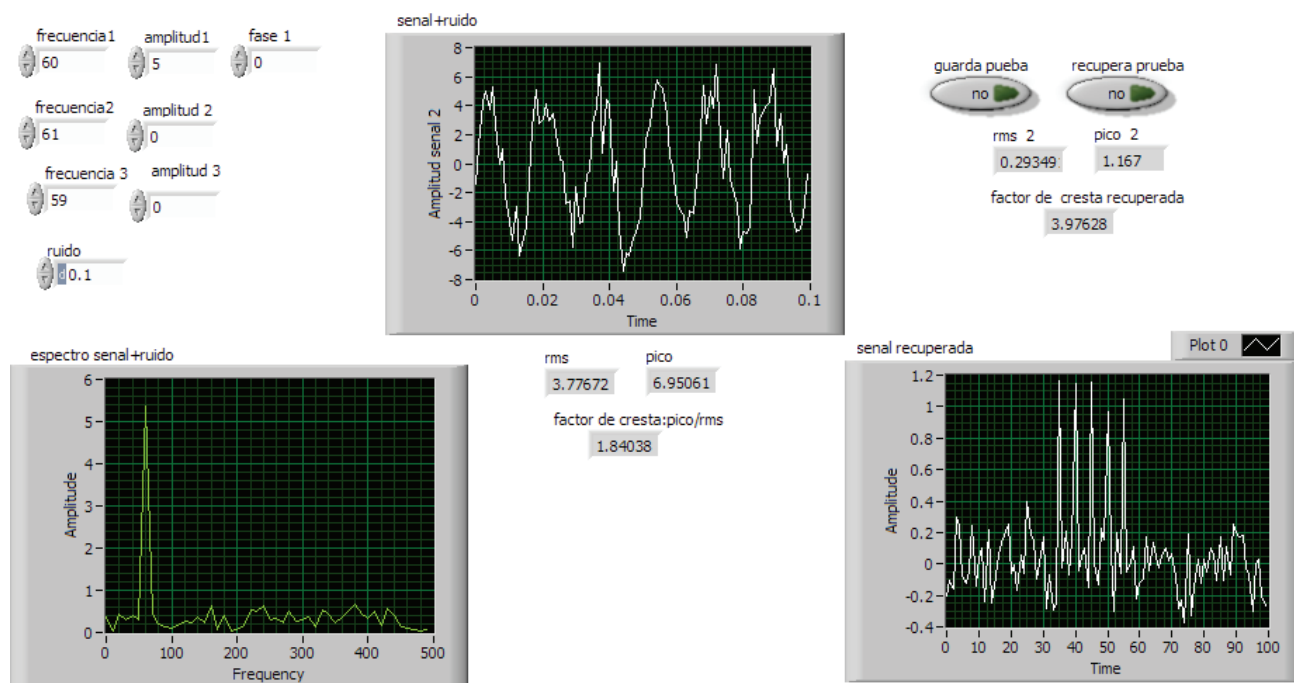 frecuencia1 amplitud1 fase 1
60 5 0
frecuencia2 amplitud 2
61 0
frecuencia 3 amplitud 3
59 0
ruido
d 0.1
senal+ruido
Amplitud senal 2
8
6
4
2
0
-2
-4
-6
-8
0 0.02 0.04 0.06 0.08 0.1
Time
guarda pueba recupera prueba
no no
rms 2 pico 2
0.29349 1.167
factor de cresta recuperada
3.97628
espectro senal+ruido
Amplitude
6
5
4
3
2
1
0
0 100 200 300 400 500
Frequency
rms pico
3.77672 6.95061
factor de cresta:pico/rms
1.84038
senal recuperada
Plot 0
Amplitude
1.2
1
0.8
0.6
0.4
0.2
0
-0.2
-0.4
0 10 20 30 40 50 60 70 80 90 100
Time